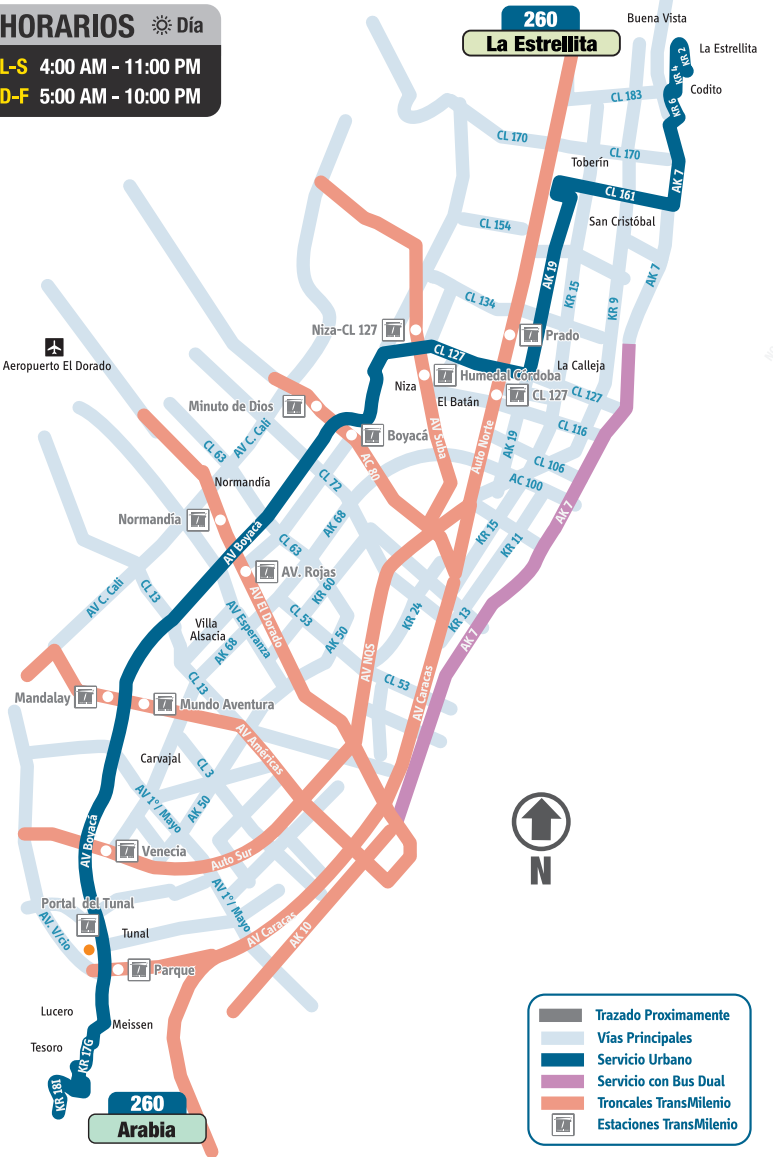 HORARIOS Día
L-S 4:00 AM - 11:00 PM
D-F 5:00 AM - 10:00 PM
260
La Estrellita
Buena Vista
La Estrellita
KR 2
KR 4
Codito
KR 6
CL 183
CL 170
CL 170
Toberín
AK 7
CL 161
San Cristóbal
CL 154
AK 19
KR 15
AK 7
KR 9
CL 134
Niza-CL 127
Prado
CL 127
La Calleja
Aeropuerto El Dorado
Humedal Córdoba
Niza
El Batán
CL 127
CL 127
Minuto de Dios
Boyacá
AV C. Cali
CL 63
AV Suba
Auto Norte
AK 19
CL 116
CL 106
AC 100
AC 80
CL 72
Normandía
Normandía
AK 68
AK 7
AV Boyacá
CL 63
KR 15
KR 11
AV. Rojas
KR 60
AV C. Cali
CL 13
AV Esperanza
AV El Dorado
CL 53
Villa
Alsacia
AK 68
AK 50
KR 24
KR 13
AK 7
AV NQS
CL 13
CL 53
AV Caracas
Mandalay
Mundo Aventura
AV Américas
Carvajal
CL 3
AV 1°/ Mayo
AK 50
AV Boyacá
Venecia
Auto Sur
N
AV 1°/ Mayo
Portal del Tunal
AV. V/cio
Tunal
AV Caracas
AK 10
Parque
Lucero
Meissen
Tesoro
KR 17G
KR 18I
260
Arabia
Trazado Proximamente
Vías Principales
Servicio Urbano
Servicio con Bus Dual
Troncales TransMilenio
Estaciones TransMilenio